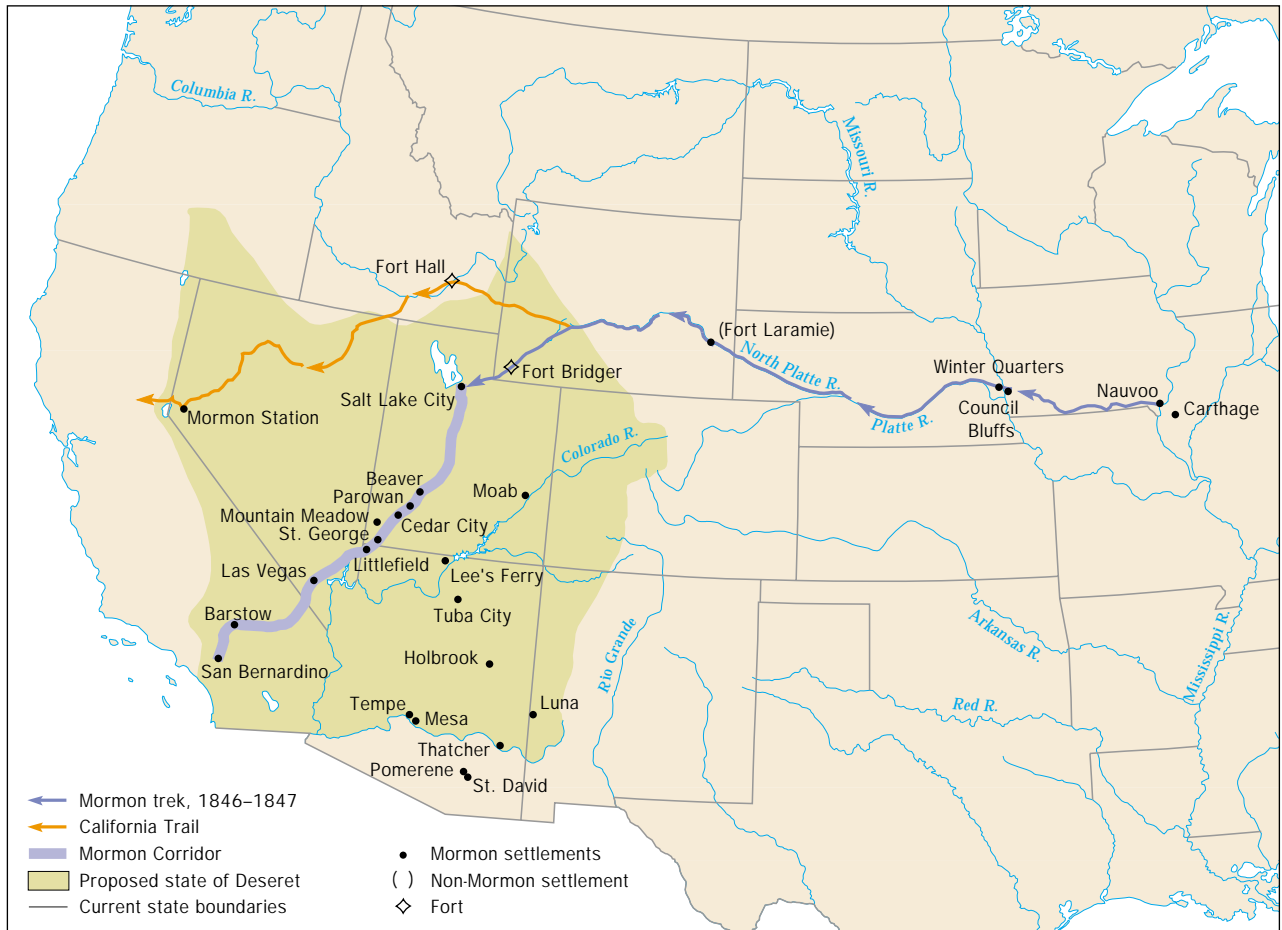 Columbia R.
Missouri R.
Fort Hall
(Fort Laramie)
North Platte R.
Fort Bridger
Winter Quarters
Nauvoo
Salt Lake City
Council
Bluffs
Carthage
Mormon Station
Platte R.
Colorado R.
Beaver
Parowan
Moab
Mountain Meadow
Cedar City
St. George
Littlefield
Las Vegas
Lee's Ferry
Tuba City
Barstow
Rio Grande
Arkansas R.
Mississippi R.
Holbrook
San Bernardino
Tempe
Mesa
Luna
Red R.
Thatcher
Pomerene
St. David
Mormon trek, 1846–1847
California Trail
Mormon Corridor
Proposed state of Deseret
Current state boundaries
Mormon settlements
( ) Non-Mormon settlement
Fort